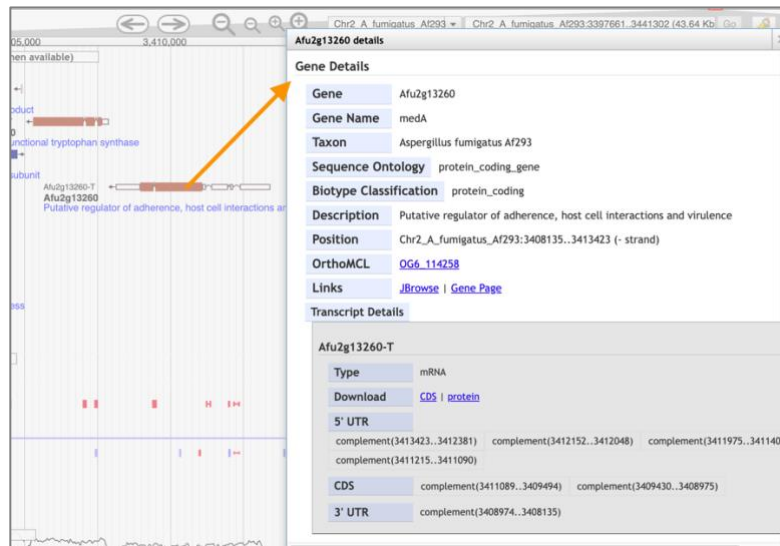 Chr2_A_fumigatus_Af293 Chr2_A_fumigatus_Af293:3397661..3441302 (43.64 Kb) Go
05,000 3,410,000
Afu2g13260 details
en available)
Gene Details
Gene Afu2g13260
Gene Name medA
Taxon Aspergillus fumigatus Af293
Sequence Ontology protein_coding_gene
Biotype Classification protein_coding
Description Putative regulator of adherence, host cell interactions and virulence
Position Chr2_A_fumigatus_Af293:3408135..3413423 (- strand)
OrthoMCL OG6_114258
Links JBrowse | Gene Page
Transcript Details
oduct
unctional tryptophan synthase
subunit
Afu2g13260-T
Afu2g13260
Putative regulator of adherence, host cell interactions ar
ess
Afu2g13260-T
Type mRNA
Download CDS | protein
5' UTR
complement(3413423..3412381) complement(3412152..3412048) complement(3411975..341140
complement(3411215..3411090)
CDS complement(3411089..3409494) complement(3409430..3408975)
3' UTR complement(3408974..3408135)